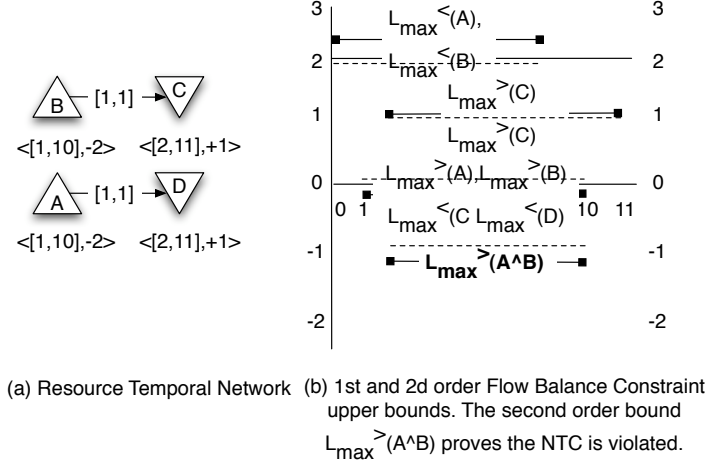 B [1,1] C
<[1,10],-2> <[2,11],+1>
A [1,1] D
<[1,10],-2> <[2,11],+1>
(a) Resource Temporal Network
3 3
L_max^<(A),
2 L_max^<(B) 2
L_max^>(C)
1 1
L_max^>(C)
0 L_max^>(A),L_max^>(B) 0
0 1 10 11
L_max^<(C L_max^<(D)
-1 -1
L_max^>(A^B)
-2 -2
(b) 1st and 2d order Flow Balance Constraint
upper bounds. The second order bound
L_max^>(A^B) proves the NTC is violated.